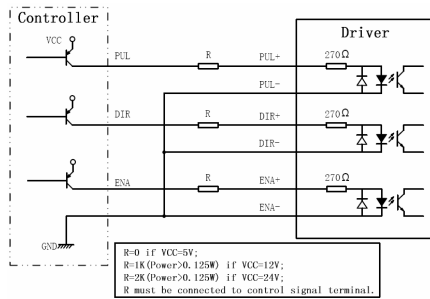 Controller
Driver
VCC
PUL
R
PUL+
270Ω
PUL-
DIR
R
DIR+
270Ω
DIR-
ENA
R
ENA+
270Ω
ENA-
GND
R=0 if VCC=5V;
R=1K(Power>0.125W) if VCC=12V;
R=2K(Power>0.125W) if VCC=24V;
R must be connected to control signal terminal.